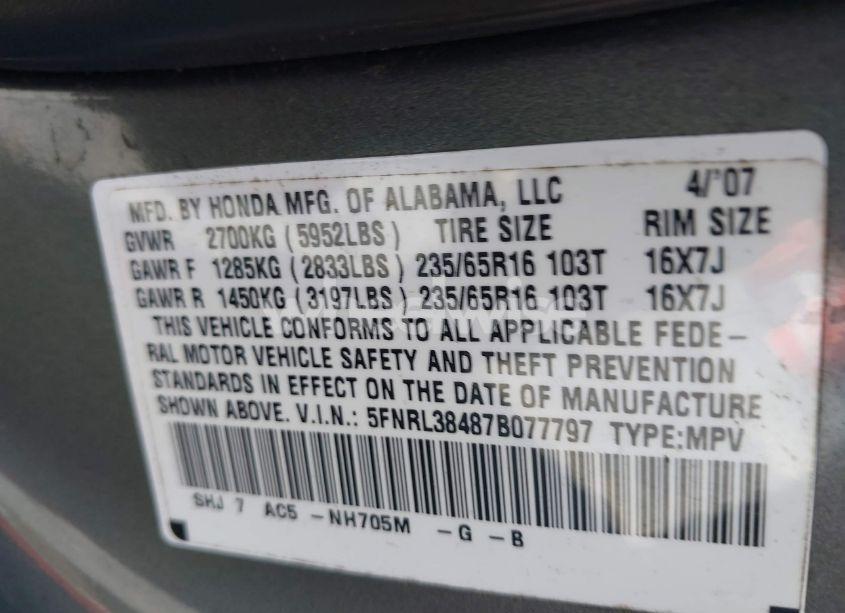 MFD. BY HONDA MFG. OF ALABAMA, LLC 4/'07
GVWR 2700KG (5952LBS) TIRE SIZE RIM SIZE
GAWR F 1285KG (2833LBS) 235/65R16 103T 16X7J
GAWR R 1450KG (3197LBS) 235/65R16 103T 16X7J
THIS VEHICLE CONFORMS TO ALL APPLICABLE FEDE-
RAL MOTOR VEHICLE SAFETY AND THEFT PREVENTION
STANDARDS IN EFFECT ON THE DATE OF MANUFACTURE
SHOWN ABOVE. V.I.N.: 5FNRL38487B077797 TYPE:MPV
SHJ 7 AC5 -NH705M -G -B